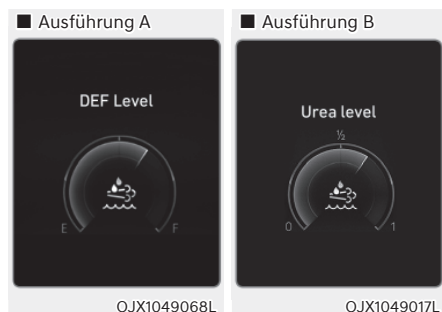 ■ Ausführung A
DEF Level
E
F
OJX1049068L
■ Ausführung B
Urea level
½
0
1
OJX1049017L